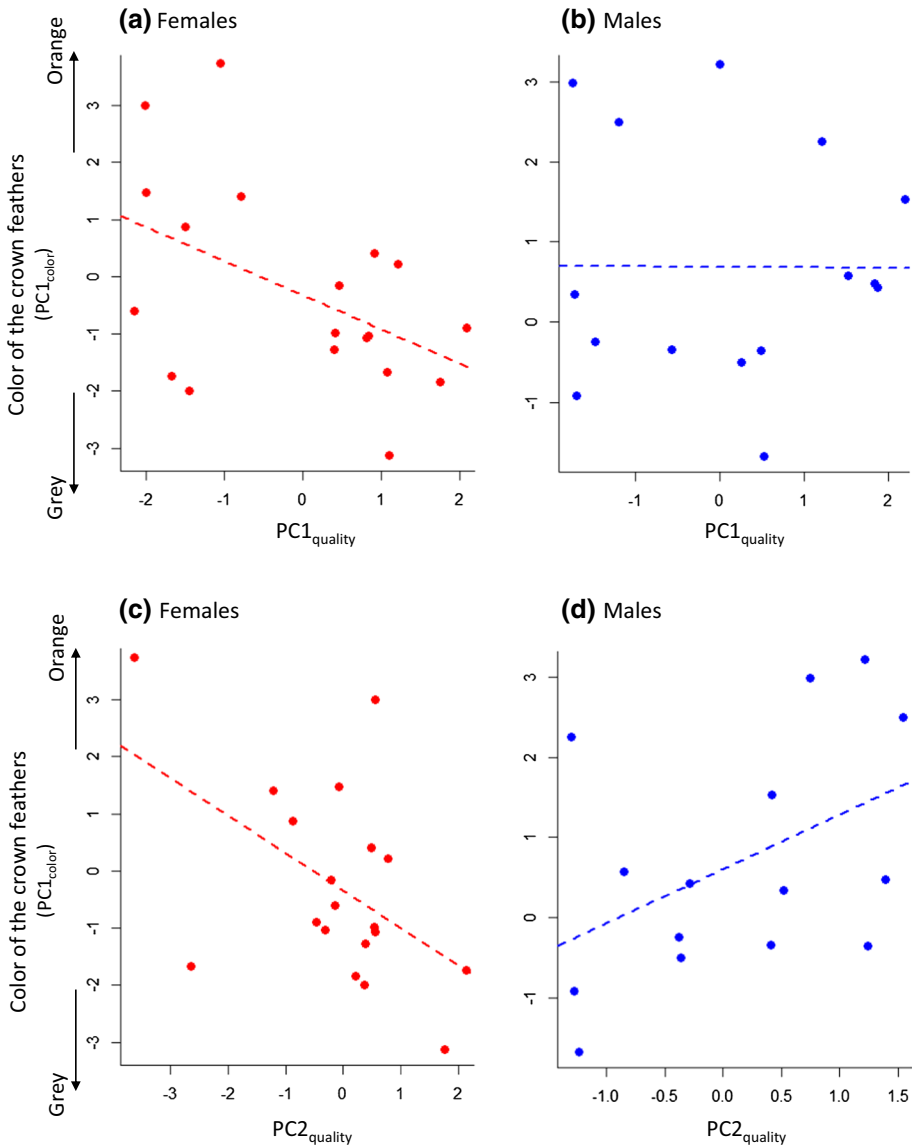 (a) Females
Orange
Color of the crown feathers
(PC1color)
Grey
3
2
1
0
-1
-2
-3
-2
-1
0
1
2
PC1quality
(b) Males
3
2
1
0
-1
-1
0
1
2
PC1quality
(c) Females
Orange
Color of the crown feathers
(PC1color)
Grey
3
2
1
0
-1
-2
-3
-3
-2
-1
0
1
2
PC2quality
(d) Males
3
2
1
0
-1
-1.0
-0.5
0.0
0.5
1.0
1.5
PC2quality